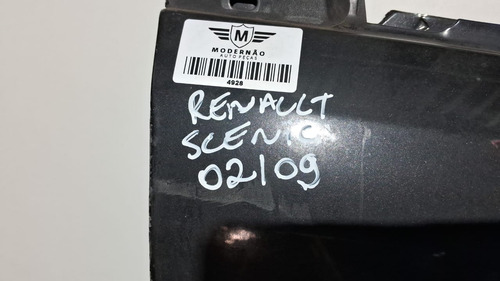 M
MODERNÃO
AUTO PEÇAS
4928
RENAULT
SCENIC
02/09